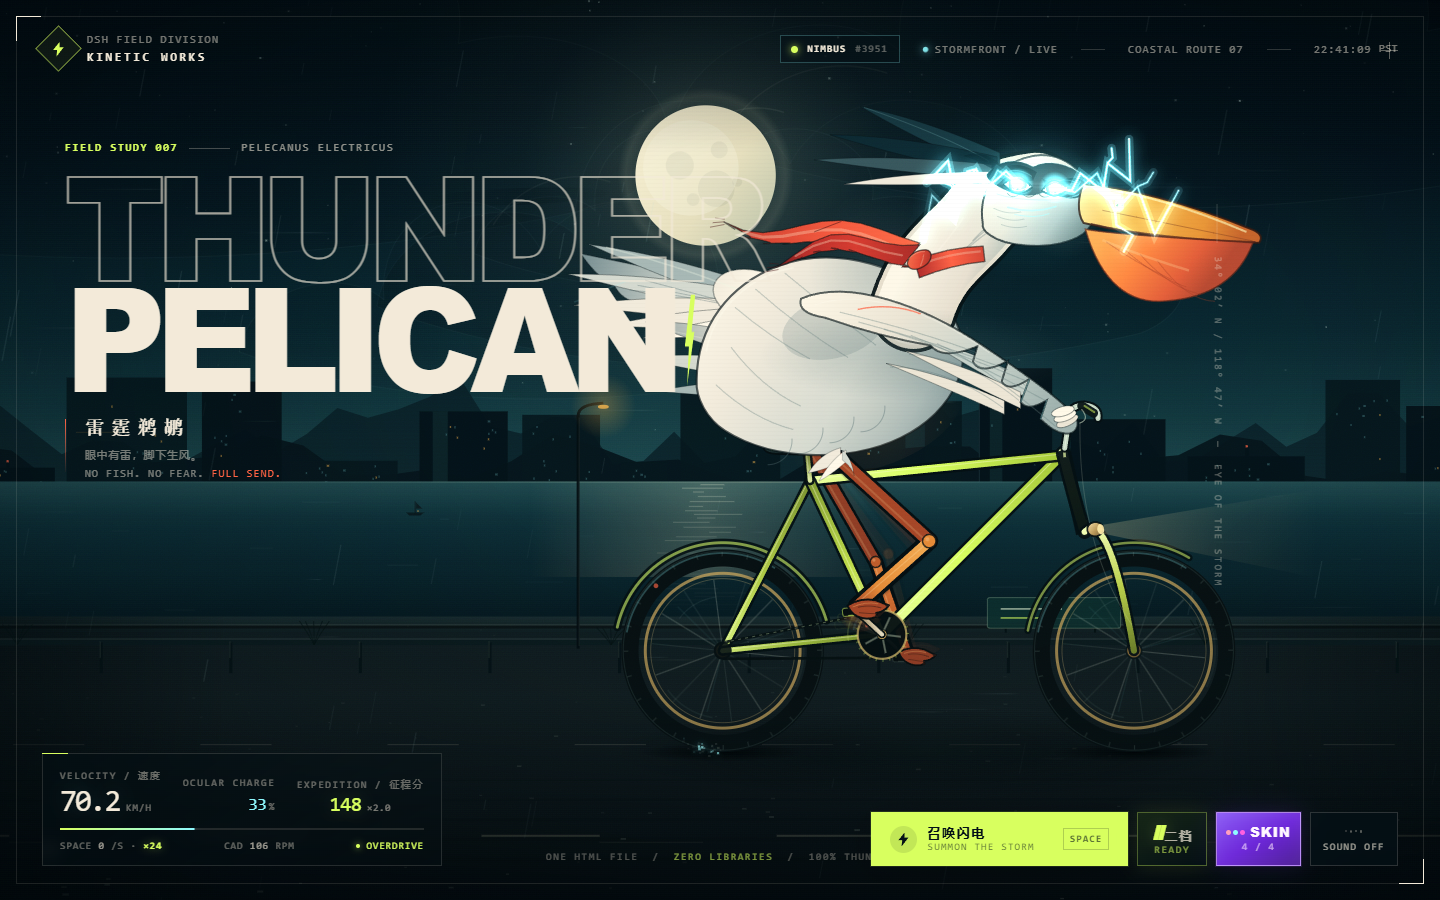 DSH FIELD DIVISION
KINETIC WORKS
NIMBUS #3951
STORMFRONT / LIVE
COASTAL ROUTE 07
22:41:09 PST
FIELD STUDY 007
PELECANUS ELECTRICUS
THUNDER
PELICAN
雷霆鹈鹕
眼中有雷，脚下生风。
NO FISH. NO FEAR. FULL SEND.
34° 02′ N / 118° 47′ W — EYE OF THE STORM
VELOCITY / 速度
70.2 KM/H
OCULAR CHARGE
33%
EXPEDITION / 征程分
148 ×2.0
SPACE 0 /S · ×24
CAD 106 RPM
OVERDRIVE
ONE HTML FILE / ZERO LIBRARIES / 100% THUN
召唤闪电
SUMMON THE STORM
SPACE
二档
READY
SKIN
4 / 4
SOUND OFF